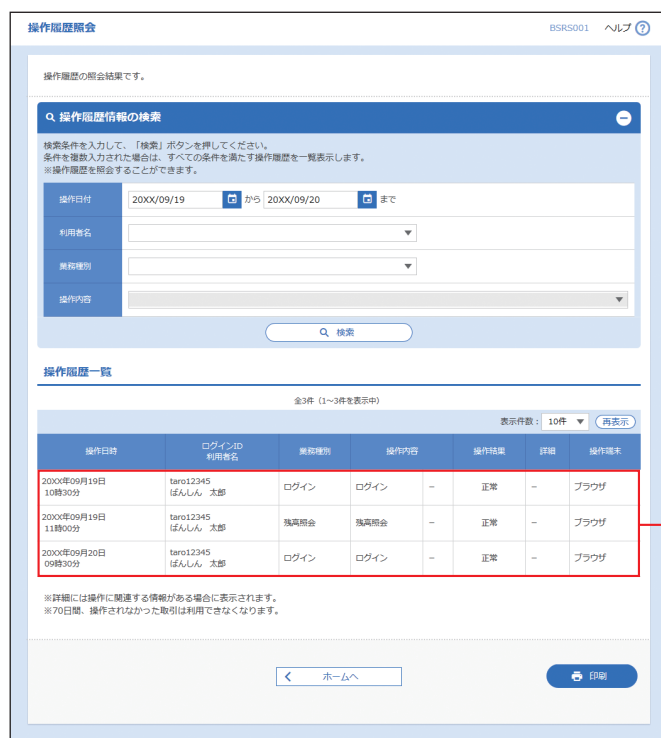 操作履歴照会 BSRS001 ヘルプ ?
操作履歴の照会結果です。
操作履歴情報の検索
検索条件を入力して、「検索」ボタンを押してください。
条件を複数入力された場合は、すべての条件を満たす操作履歴を一覧表示します。
※操作履歴を照会することができます。
操作日付 20XX/09/19 から 20XX/09/20 まで
利用者名
業務種別
操作内容
検索
操作履歴一覧
全3件(1~3件を表示中)
表示件数: 10件 再表示
操作日時 ログインID 業務種別 操作内容 操作結果 詳細 操作端末
利用者名
20XX年09月19日 taro12345 ログイン ログイン - 正常 - ブラウザ
10時30分 ばんしん 太郎
20XX年09月19日 taro12345 残高照会 残高照会 - 正常 - ブラウザ
11時00分 ばんしん 太郎
20XX年09月20日 taro12345 ログイン ログイン - 正常 - ブラウザ
09時30分 ばんしん 太郎
※詳細には操作に関連する情報がある場合に表示されます。
※70日間、操作されなかった取引は利用できなくなります。
ホームへ 印刷